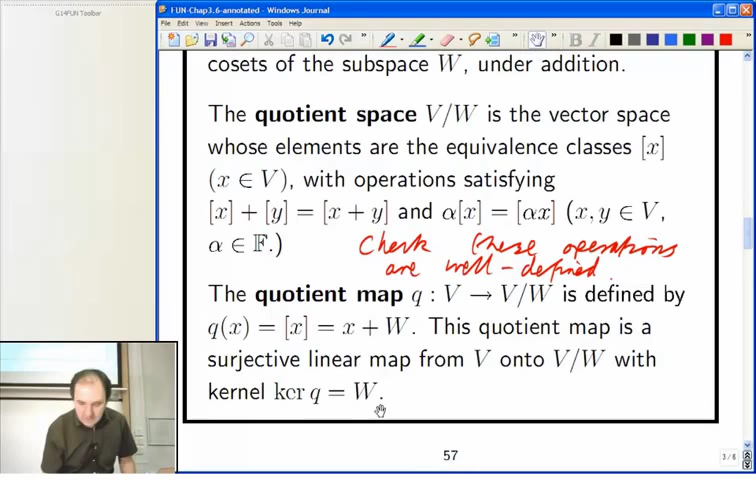 G14FUN Toolbar
FUN-Chap3.6-annotated - Windows Journal
File Edit View Insert Actions Tools Help
B I
cosets of the subspace W, under addition.
The quotient space V/W is the vector space
whose elements are the equivalence classes [x]
(x ∈ V), with operations satisfying
[x] + [y] = [x + y] and α[x] = [αx] (x, y ∈ V,
α ∈ 𝔽.)
Check these operations
are well-defined.
The quotient map q : V → V/W is defined by
q(x) = [x] = x + W. This quotient map is a
surjective linear map from V onto V/W with
kernel ker q = W.
57
3/6